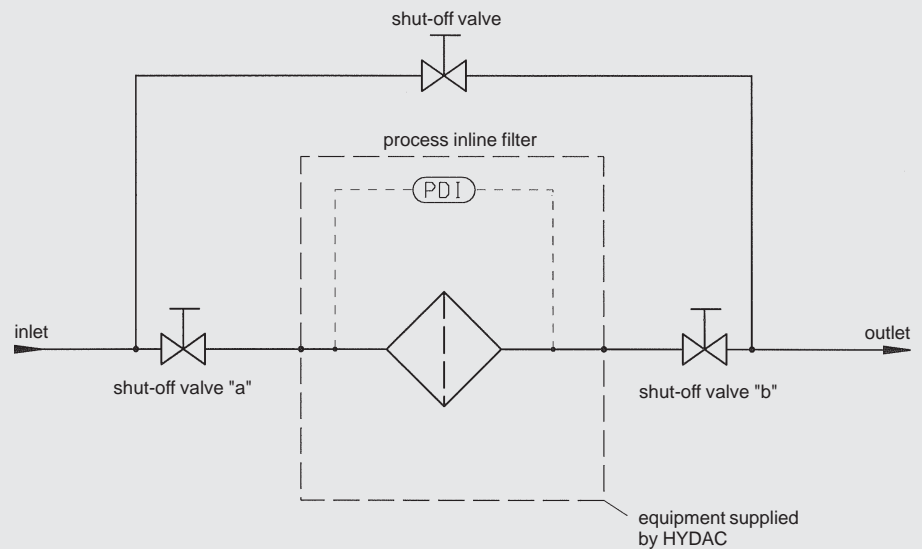 shut-off valve
process inline filter
PDI
inlet
outlet
shut-off valve "a"
shut-off valve "b"
equipment supplied
by HYDAC